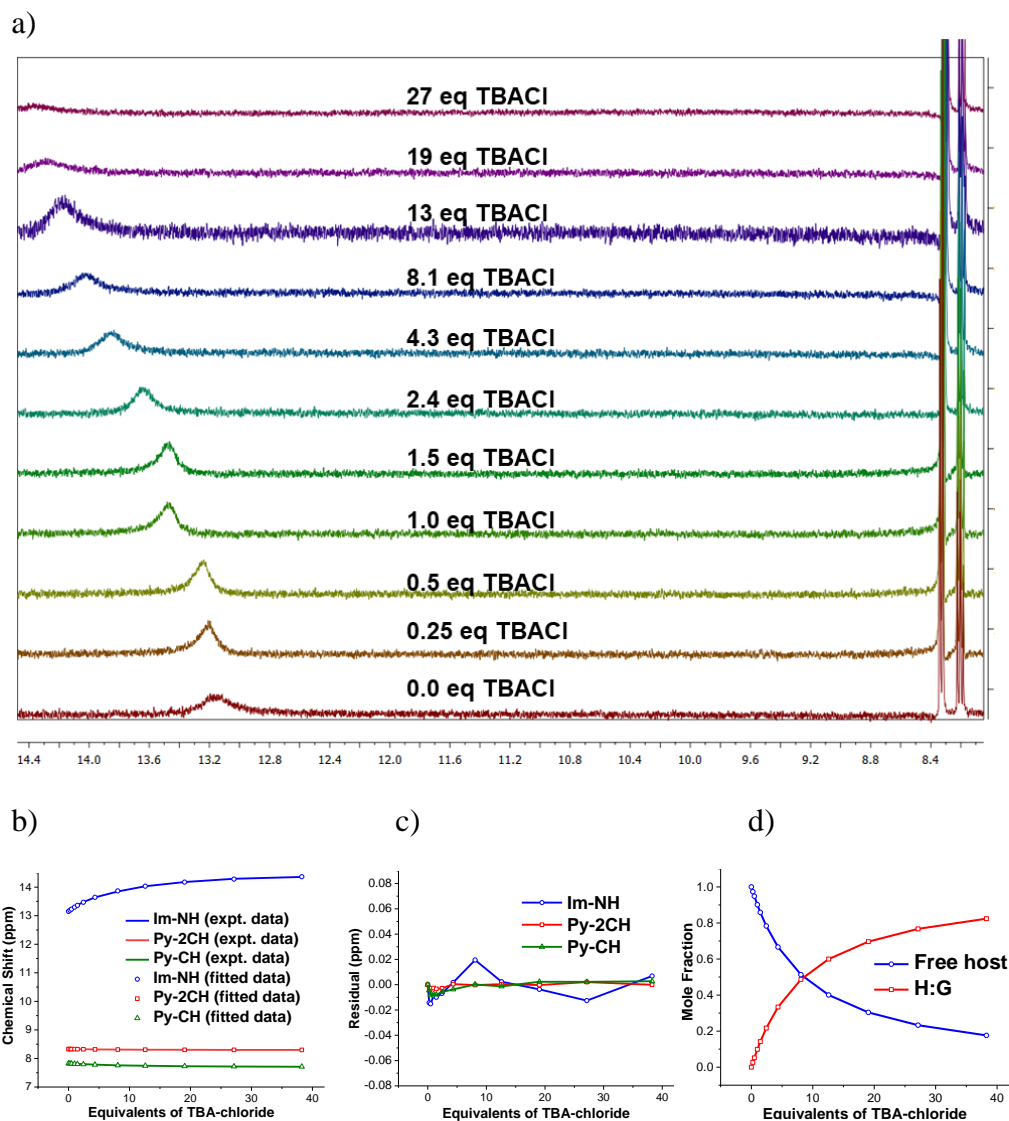 a)
27 eq TBACl
19 eq TBACl
13 eq TBACl
8.1 eq TBACl
4.3 eq TBACl
2.4 eq TBACl
1.5 eq TBACl
1.0 eq TBACl
0.5 eq TBACl
0.25 eq TBACl
0.0 eq TBACl
14.4 14.0 13.6 13.2 12.8 12.4 12.0 11.6 11.2 10.8 10.4 10.0 9.6 9.2 8.8 8.4
b)
Chemical Shift (ppm)
14
13
12
11
10
9
8
7
Im-NH (expt. data)
Py-2CH (expt. data)
Py-CH (expt. data)
Im-NH (fitted data)
Py-2CH (fitted data)
Py-CH (fitted data)
0 10 20 30 40
Equivalents of TBA-chloride
c)
Residual (ppm)
0.08
0.06
0.04
0.02
0.00
-0.02
-0.04
-0.06
-0.08
Im-NH
Py-2CH
Py-CH
0 10 20 30 40
Equivalents of TBA-chloride
d)
Mole Fraction
1.0
0.8
0.6
0.4
0.2
0.0
Free host
H:G
0 10 20 30 40
Equivalents of TBA-chloride